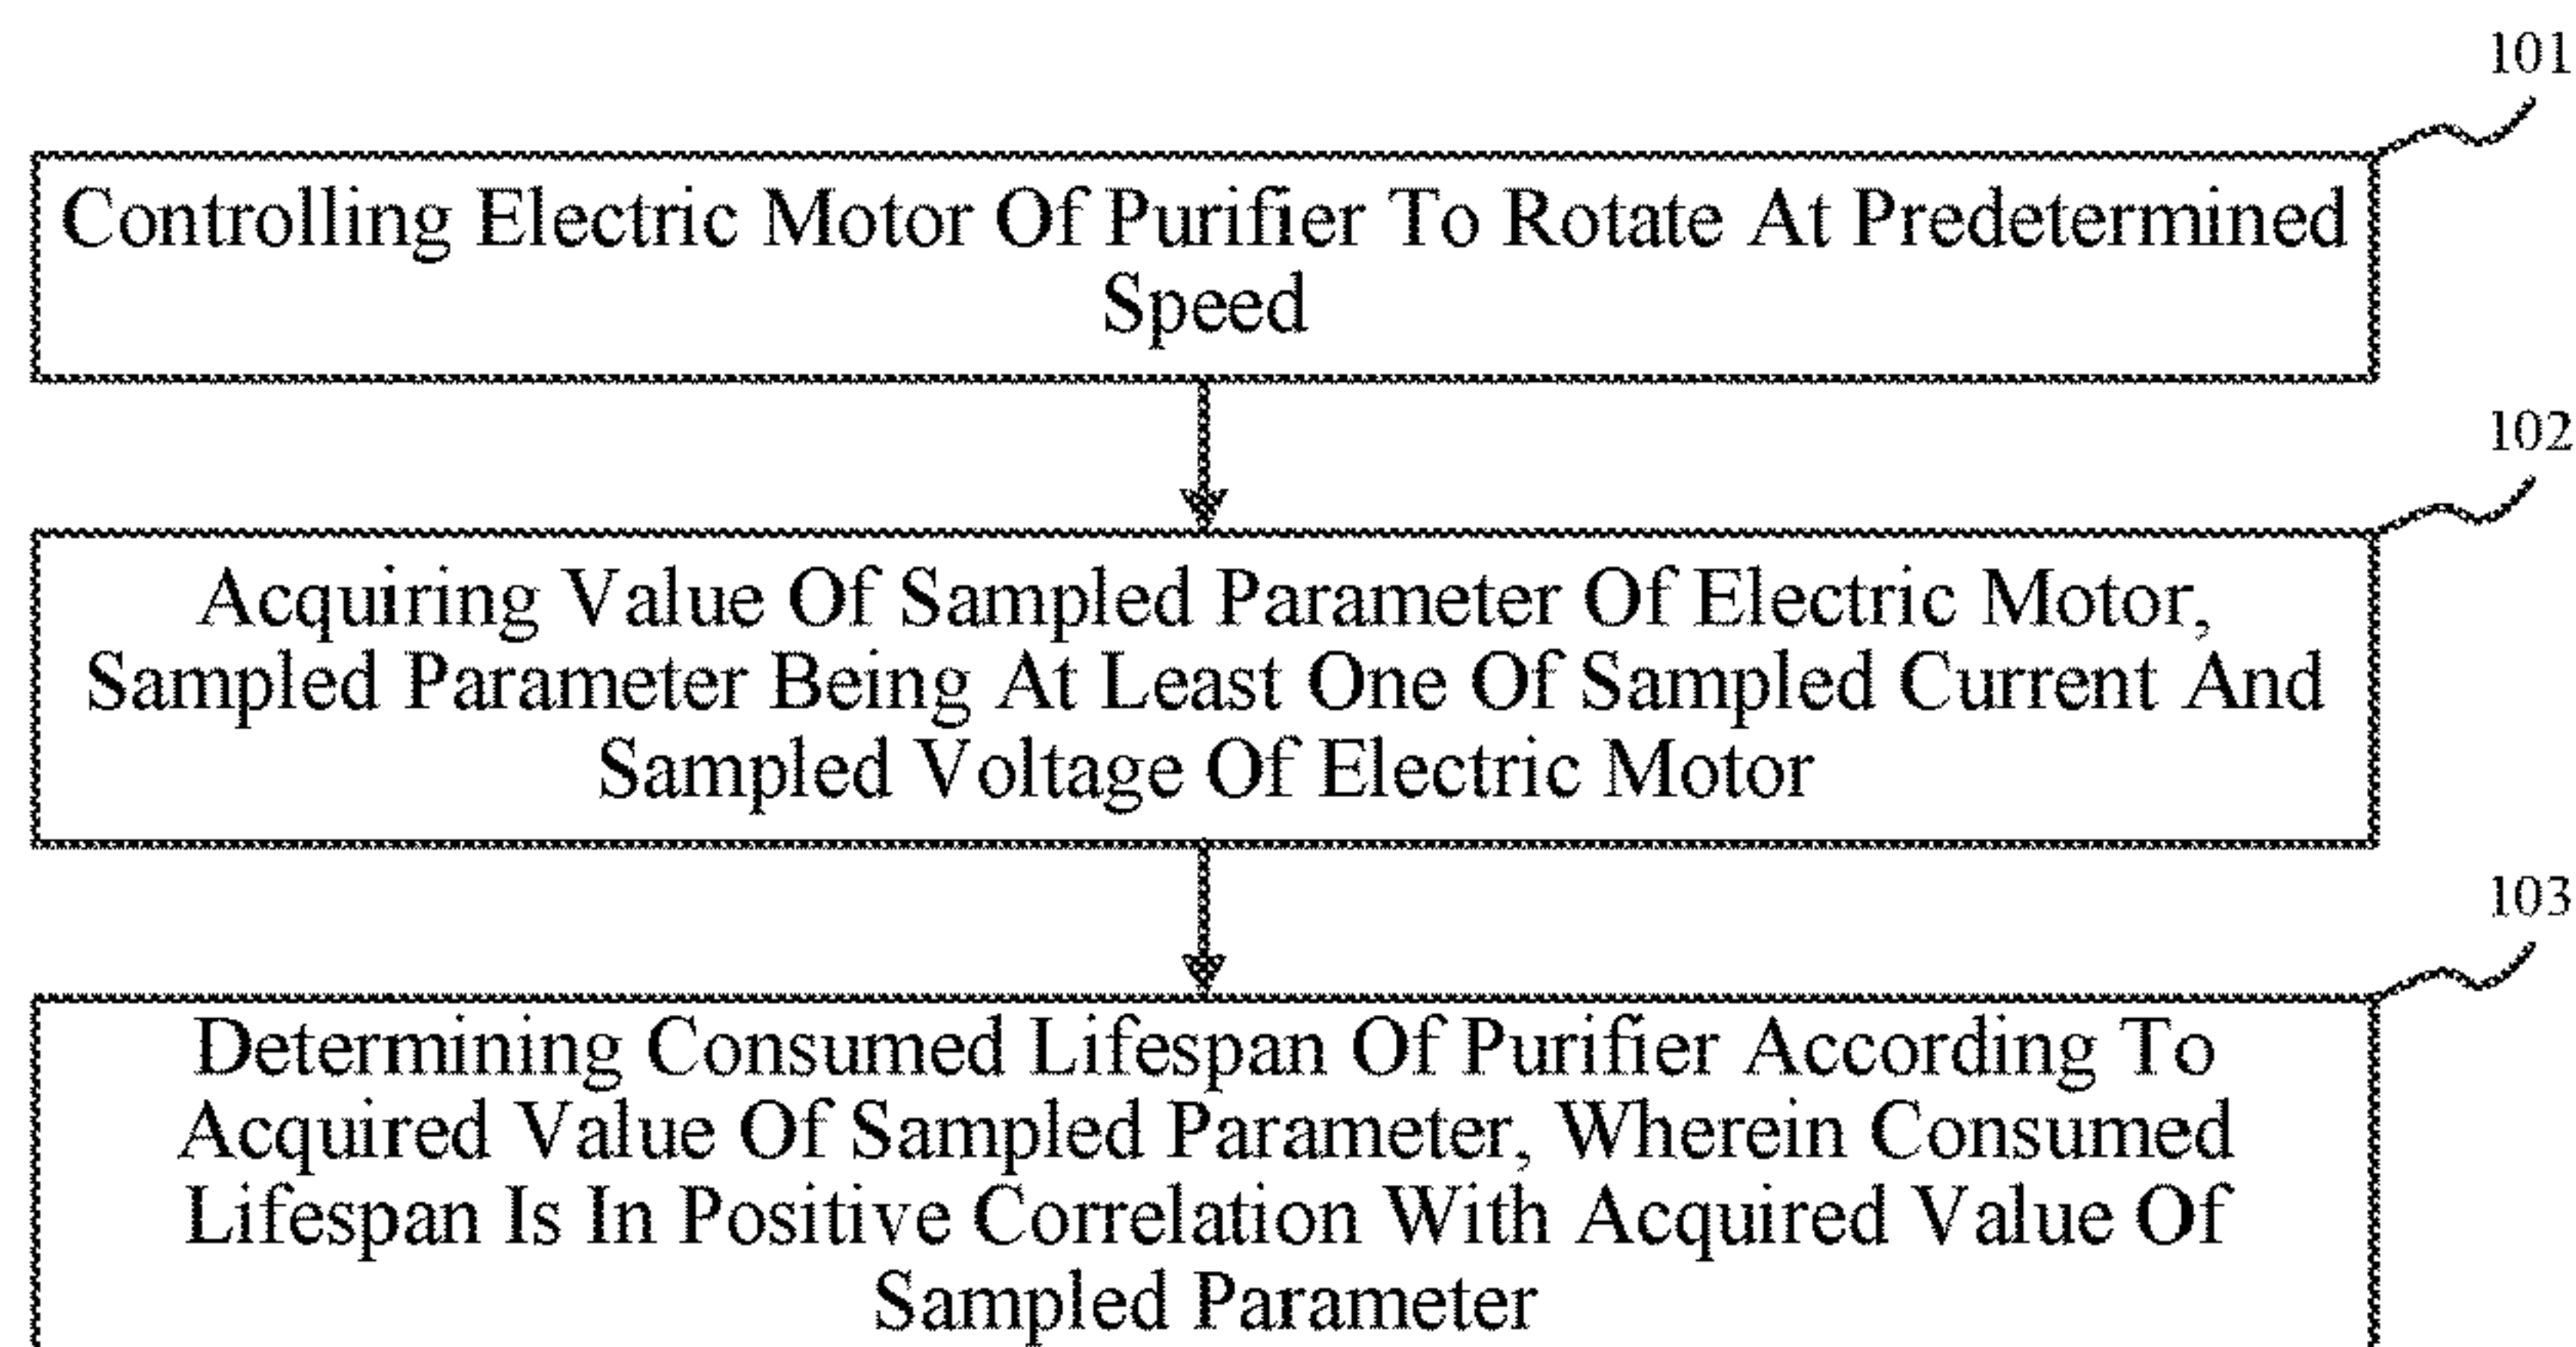 101
Controlling Electric Motor Of Purifier To Rotate At Predetermined
Speed
102
Acquiring Value Of Sampled Parameter Of Electric Motor,
Sampled Parameter Being At Least One Of Sampled Current And
Sampled Voltage Of Electric Motor
103
Determining Consumed Lifespan Of Purifier According To
Acquired Value Of Sampled Parameter, Wherein Consumed
Lifespan Is In Positive Correlation With Acquired Value Of
Sampled Parameter